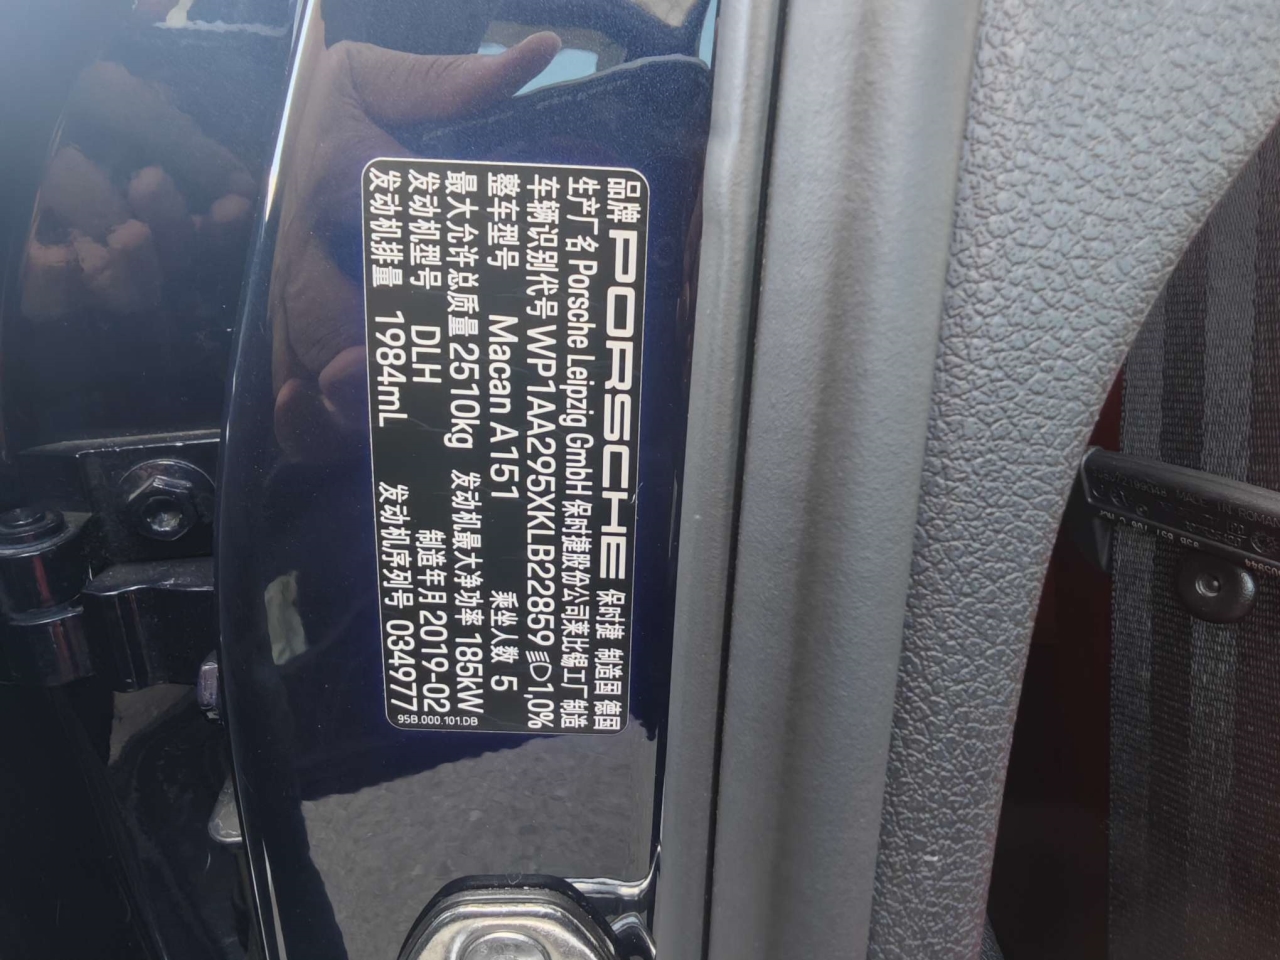 品牌 PORSCHE 保时捷 制造国 德国
生产厂名 Porsche Leipzig GmbH 保时捷股份公司莱比锡工厂制造
车辆识别代号 WP1AA295XKLB22859 1,0%
整车型号 Macan A151 乘坐人数 5
最大允许总质量 2510kg 发动机最大净功率 185kW
发动机型号 DLH 制造年月 2019-02
发动机排量 1984mL 发动机序列号 034977
95B.000.101.DB